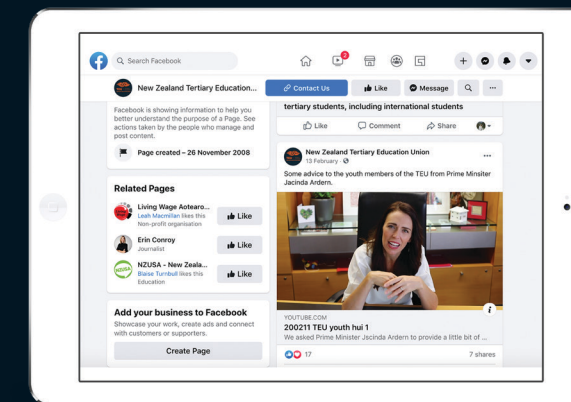 Search Facebook
2
New Zealand Tertiary Education...
Contact Us
Like
Message
Facebook is showing information to help you
better understand the purpose of a Page. See
actions taken by the people who manage and
post content.
Page created – 26 November 2008
Related Pages
Living Wage Aotearo...
Leah Macmillan likes this
Non-profit organisation
Like
Erin Conroy
Journalist
Like
NZUSA - New Zeala...
Blaise Turnbull likes this
Education
Like
Add your business to Facebook
Showcase your work, create ads and connect
with customers or supporters.
Create Page
tertiary students, including international students
Like
Comment
Share
New Zealand Tertiary Education Union
13 February
Some advice to the youth members of the TEU from Prime Minsiter
Jacinda Ardern.
YOUTUBE.COM
200211 TEU youth hui 1
We asked Prime Minister Jscinda Ardern to provide a little bit of ...
17
7 shares